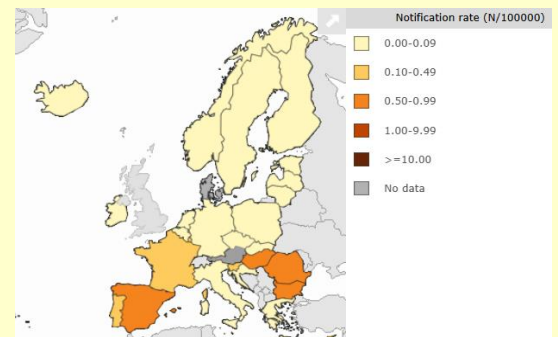 Notification rate (N/100000)
0.00-0.09
0.10-0.49
0.50-0.99
1.00-9.99
>=10.00
No data